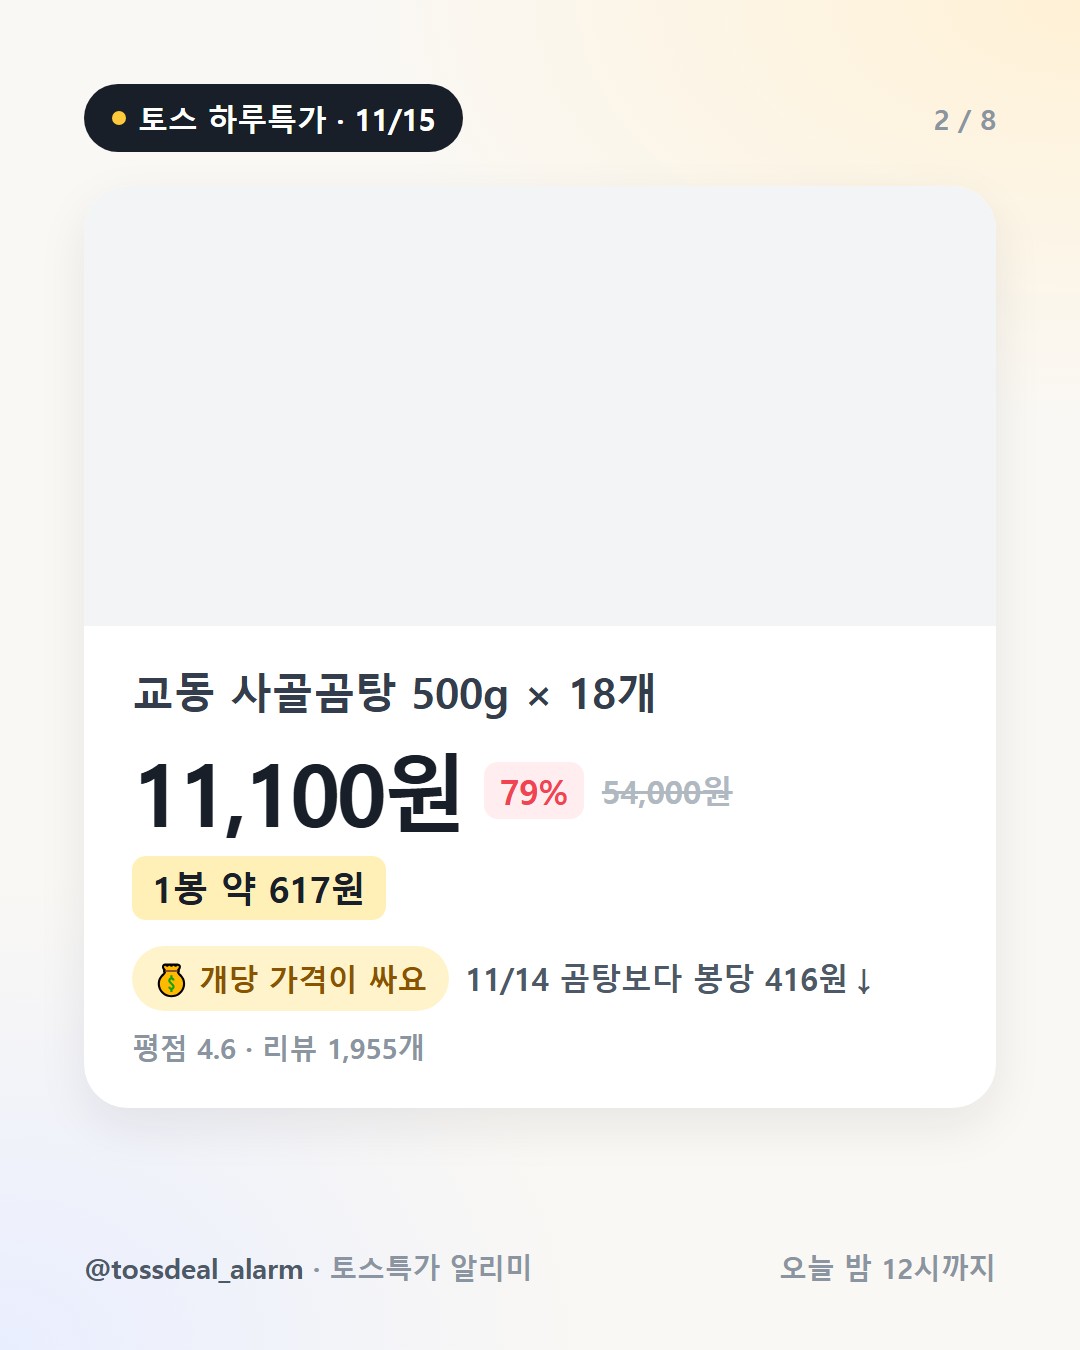 토스 하루특가 · 11/15
2 / 8
교동 사골곰탕 500g × 18개
11,100원 79% 54,000원
1봉 약 617원
개당 가격이 싸요 11/14 곰탕보다 봉당 416원↓
평점 4.6 · 리뷰 1,955개
@tossdeal_alarm · 토스특가 알리미
오늘 밤 12시까지